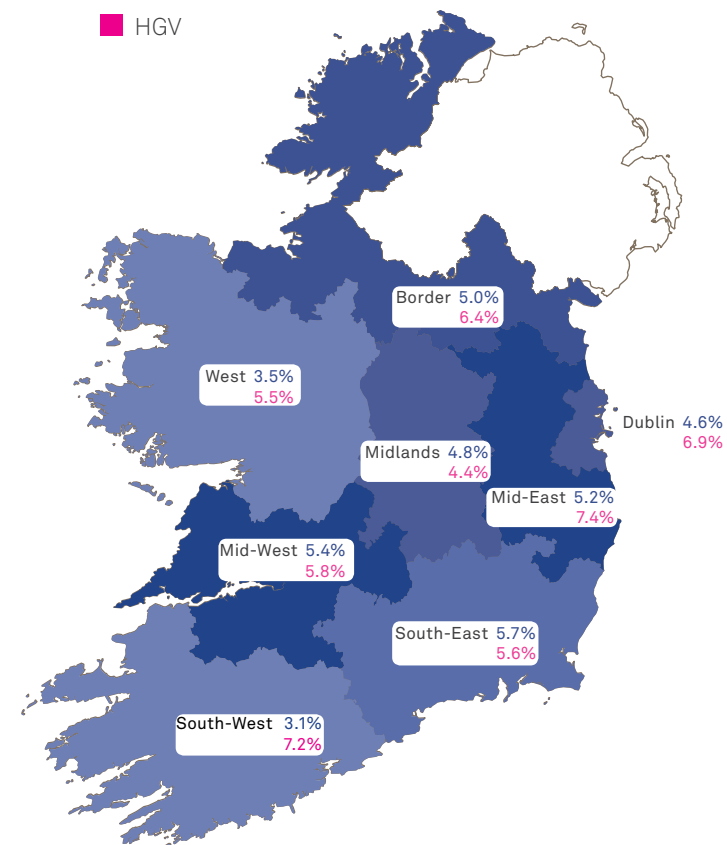 HGV
Border 5.0%
6.4%
West 3.5%
5.5%
Dublin 4.6%
6.9%
Midlands 4.8%
4.4%
Mid-East 5.2%
7.4%
Mid-West 5.4%
5.8%
South-East 5.7%
5.6%
South-West 3.1%
7.2%